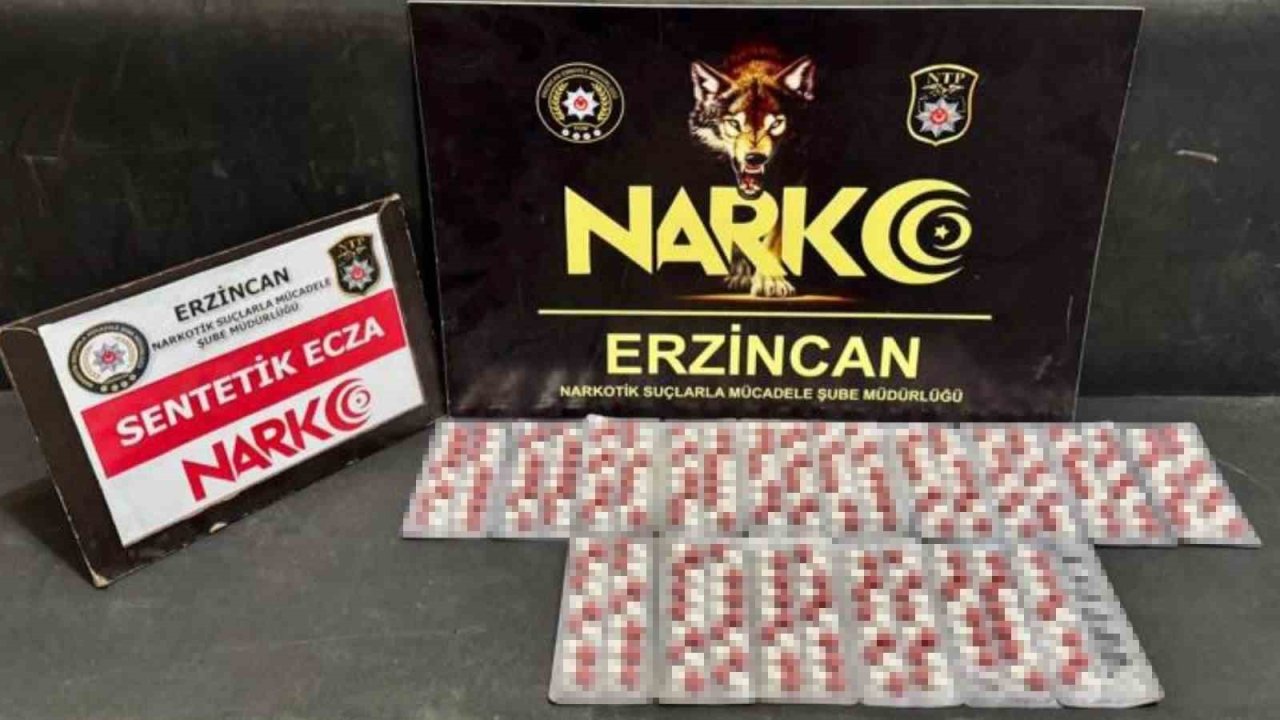 NTP
NARKO
ERZİNCAN
NARKOTİK SUÇLARLA MÜCADELE ŞUBE MÜDÜRLÜĞÜ
NTP
ERZİNCAN
NARKOTİK SUÇLARLA MÜCADELE
ŞUBE MÜDÜRLÜĞÜ
SENTETİK ECZA
NARKO